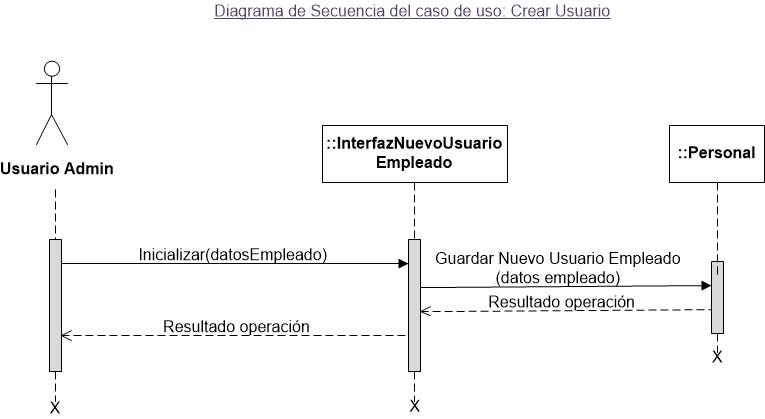 Diagrama de Secuencia del caso de uso: Crear Usuario
Usuario Admin
::InterfazNuevoUsuario
Empleado
::Personal
Inicializar(datosEmpleado)
Guardar Nuevo Usuario Empleado
(datos empleado)
Resultado operación
Resultado operación
X
X
X